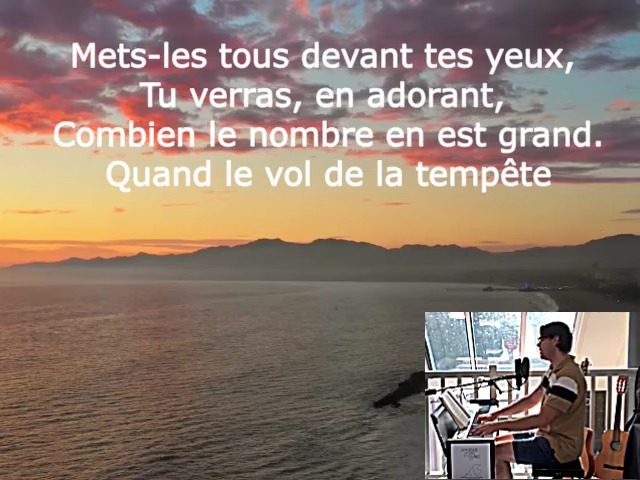 Mets-les tous devant tes yeux,
Tu verras, en adorant,
Combien le nombre en est grand.
Quand le vol de la tempête